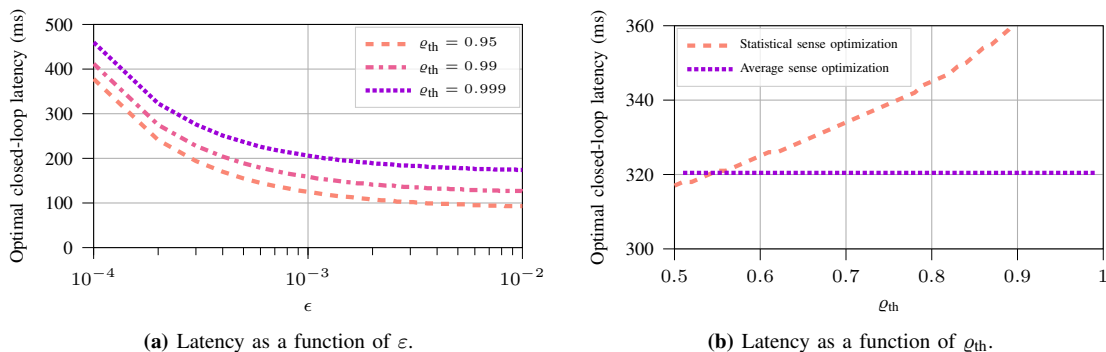 Optimal closed-loop latency (ms)
500
400
300
200
100
0
10⁻⁴
10⁻³
10⁻²
ϵ
ϱth = 0.95
ϱth = 0.99
ϱth = 0.999
(a) Latency as a function of ε.
Optimal closed-loop latency (ms)
360
340
320
300
0.5
0.6
0.7
0.8
0.9
1
ϱth
Statistical sense optimization
Average sense optimization
(b) Latency as a function of ϱth.